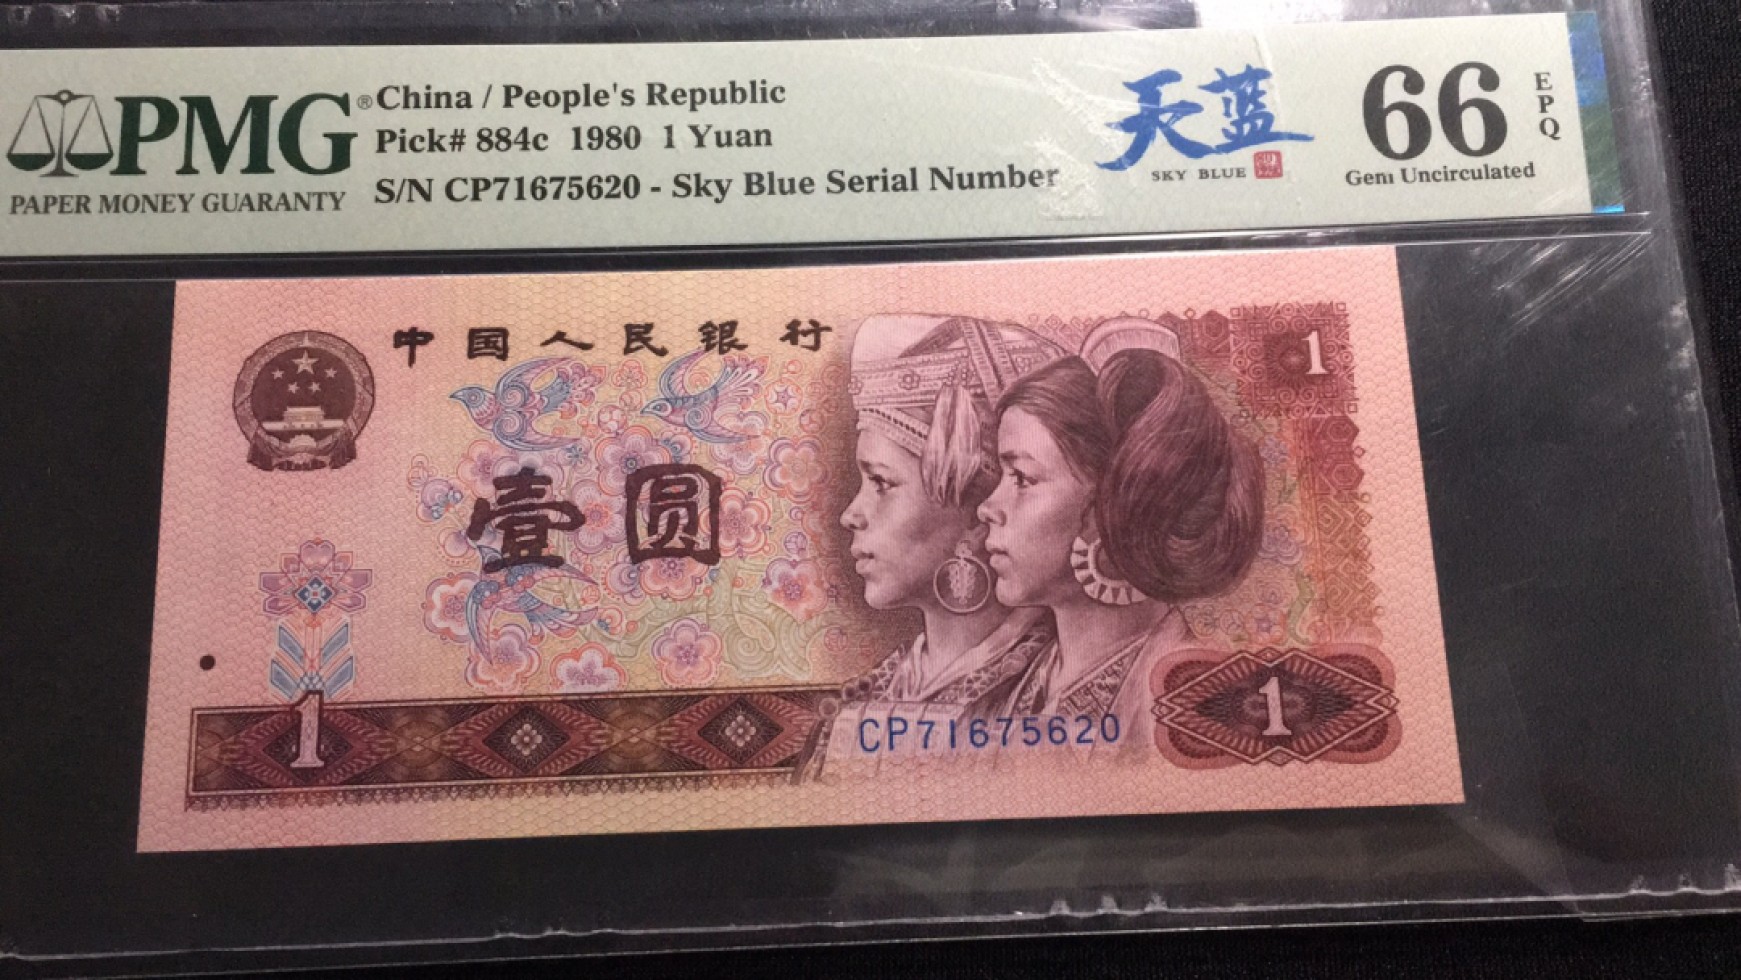 PMG®
PAPER MONEY GUARANTY
China / People's Republic
Pick# 884c 1980 1 Yuan
S/N CP71675620 - Sky Blue Serial Number
天蓝
SKY BLUE
66
EPQ
Gem Uncirculated
中国人民银行
1
壹圆
1
CP71675620
1